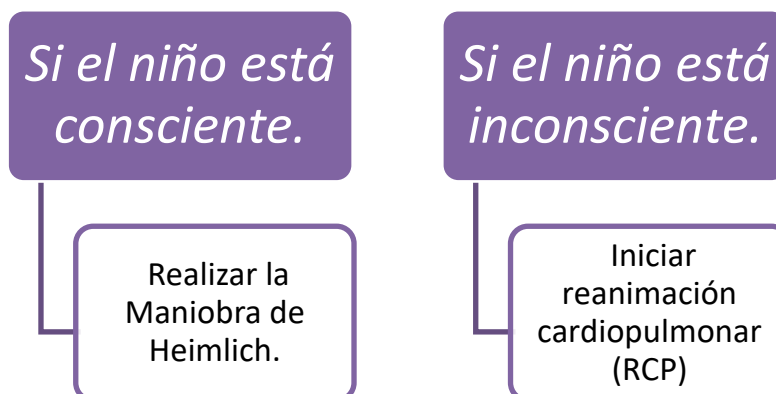 Si el niño está
consciente.
Realizar la
Maniobra de
Heimlich.
Si el niño está
inconsciente.
Iniciar
reanimación
cardiopulmonar
(RCP)